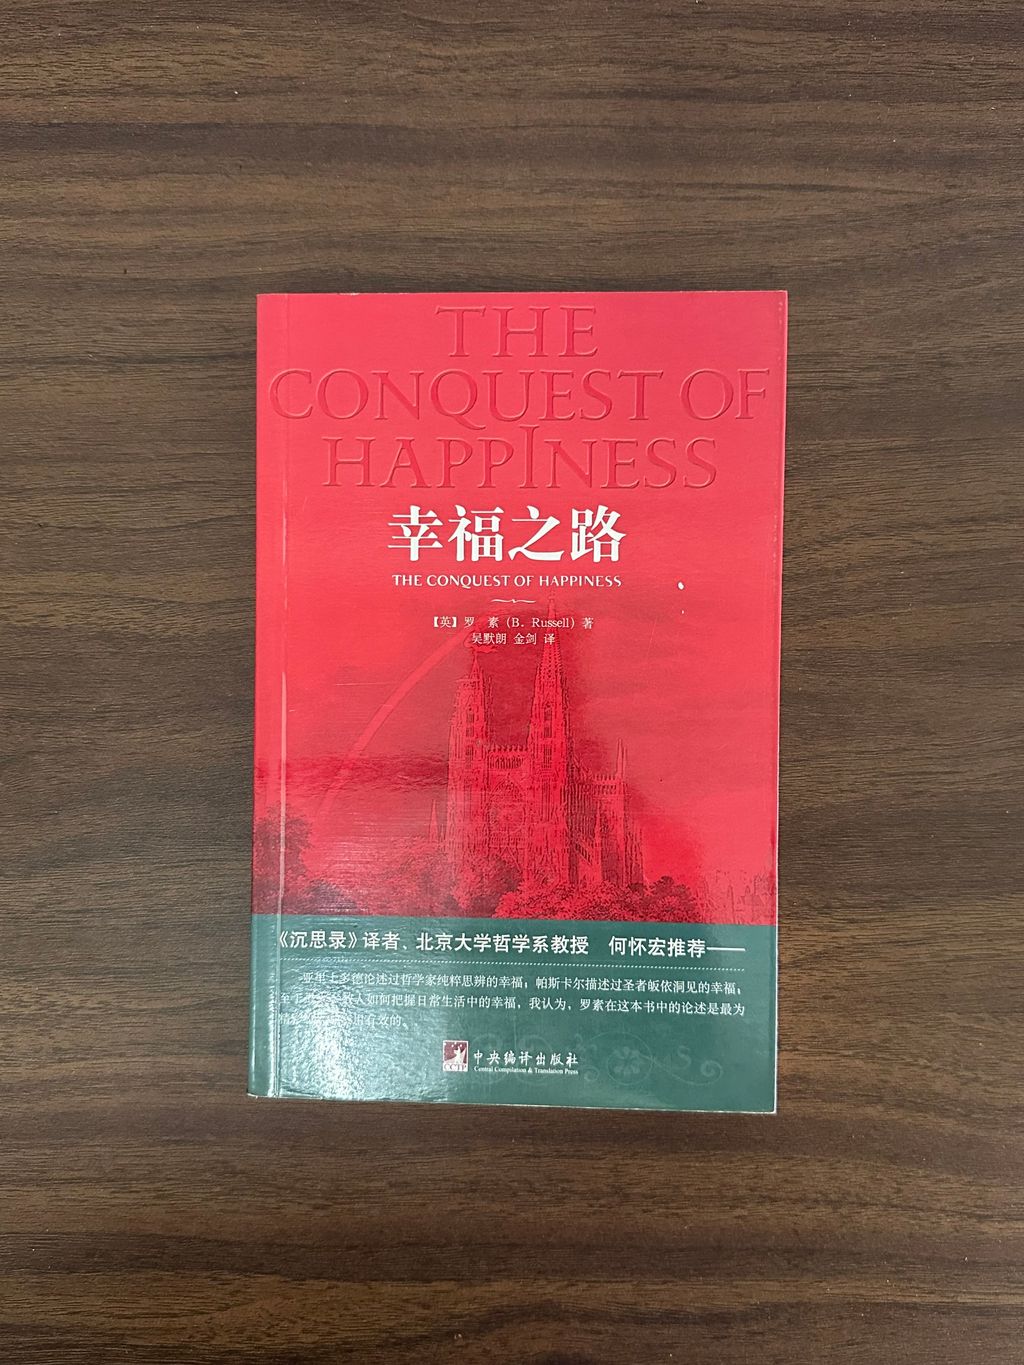 THE
CONQUEST OF
HAPPINESS
幸福之路
THE CONQUEST OF HAPPINESS
【英】罗 素（B. Russell）著
吴默朗 金剑 译
《沉思录》译者、北京大学哲学系教授 何怀宏推荐——
亚里士多德论述过哲学家纯粹思辨的幸福；帕斯卡尔描述过圣者皈依洞见的幸福；
至于 人如何把握日常生活中的幸福，我认为，罗素在这本书中的论述是最为
有效的。
CCTP
中央编译出版社
Central Compilation & Translation Press